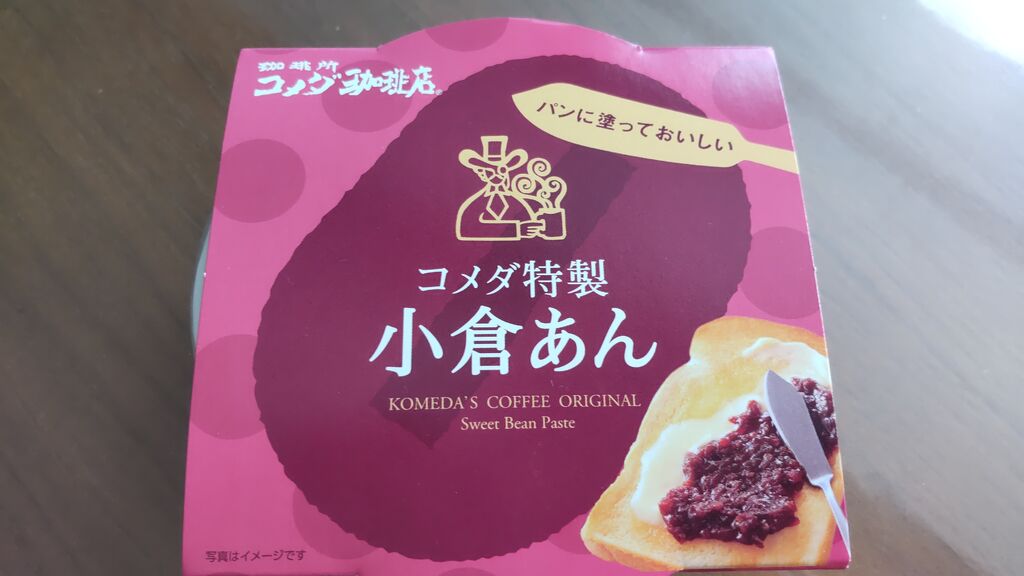 珈琲所
コメダ珈琲店®
パンに塗っておいしい
コメダ特製
小倉あん
KOMEDA'S COFFEE ORIGINAL
Sweet Bean Paste
写真はイメージです